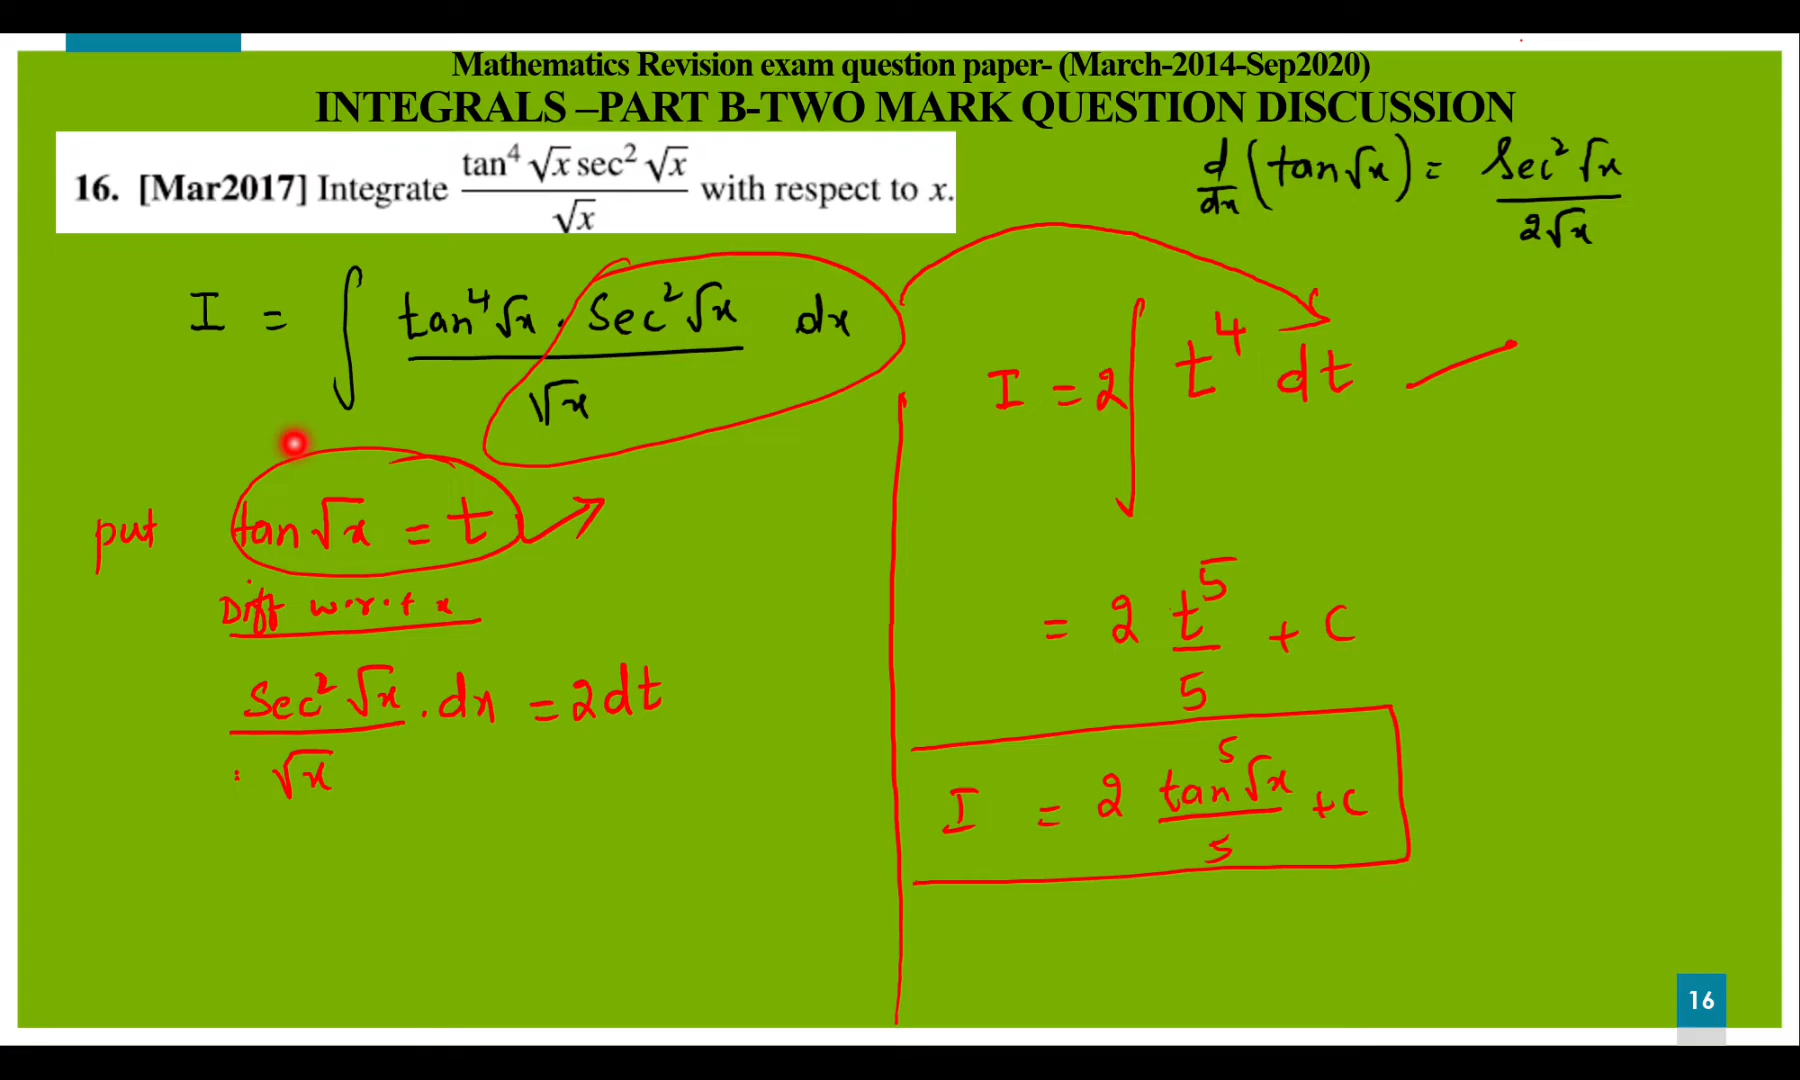 Mathematics Revision exam question paper- (March-2014-Sep2020)
INTEGRALS –PART B-TWO MARK QUESTION DISCUSSION
16. [Mar2017] Integrate tan⁴ √x sec² √x / √x with respect to x.
d/dx (tan√x) = sec² √x / 2√x
I = ∫ tan⁴√x . sec² √x / √x dx
put tan√x = t
Diff w.r.t x
sec² √x / √x . dx = 2dt
I = 2 ∫ t⁴ dt
= 2 t⁵/5 + c
I = 2 tan⁵√x / 5 + c
16